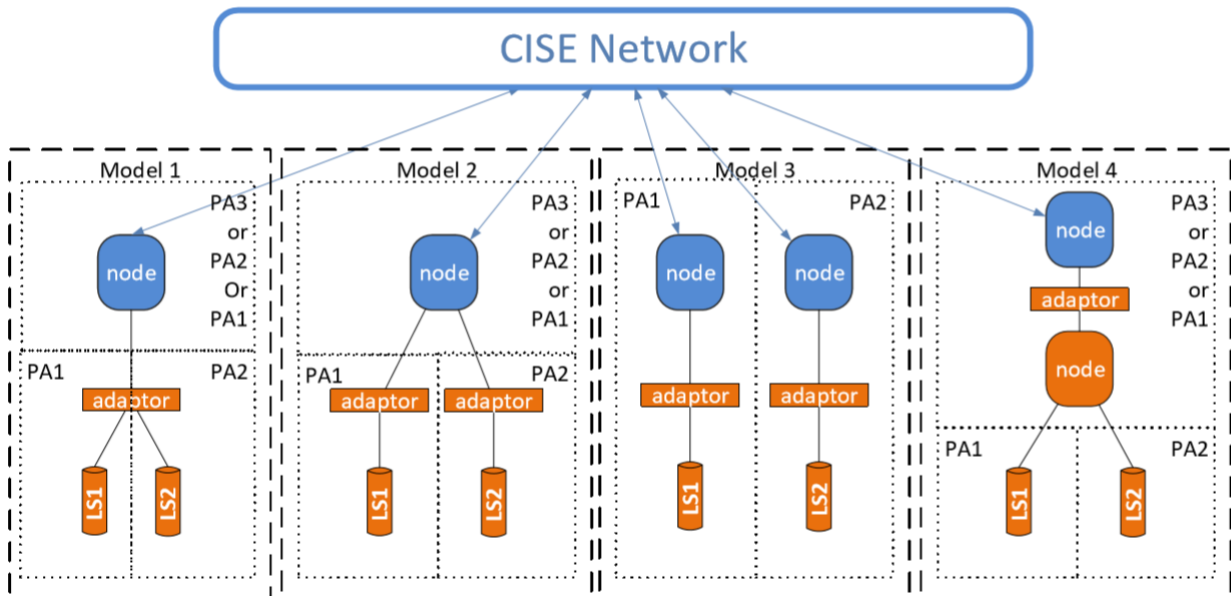 CISE Network
Model 1
PA3
or
PA2
Or
PA1
node
PA1
PA2
adaptor
LS1
LS2
Model 2
PA3
or
PA2
or
PA1
node
PA1
PA2
adaptor
adaptor
LS1
LS2
Model 3
PA1
PA2
node
node
adaptor
adaptor
LS1
LS2
Model 4
PA3
or
PA2
or
PA1
node
adaptor
node
PA1
PA2
LS1
LS2